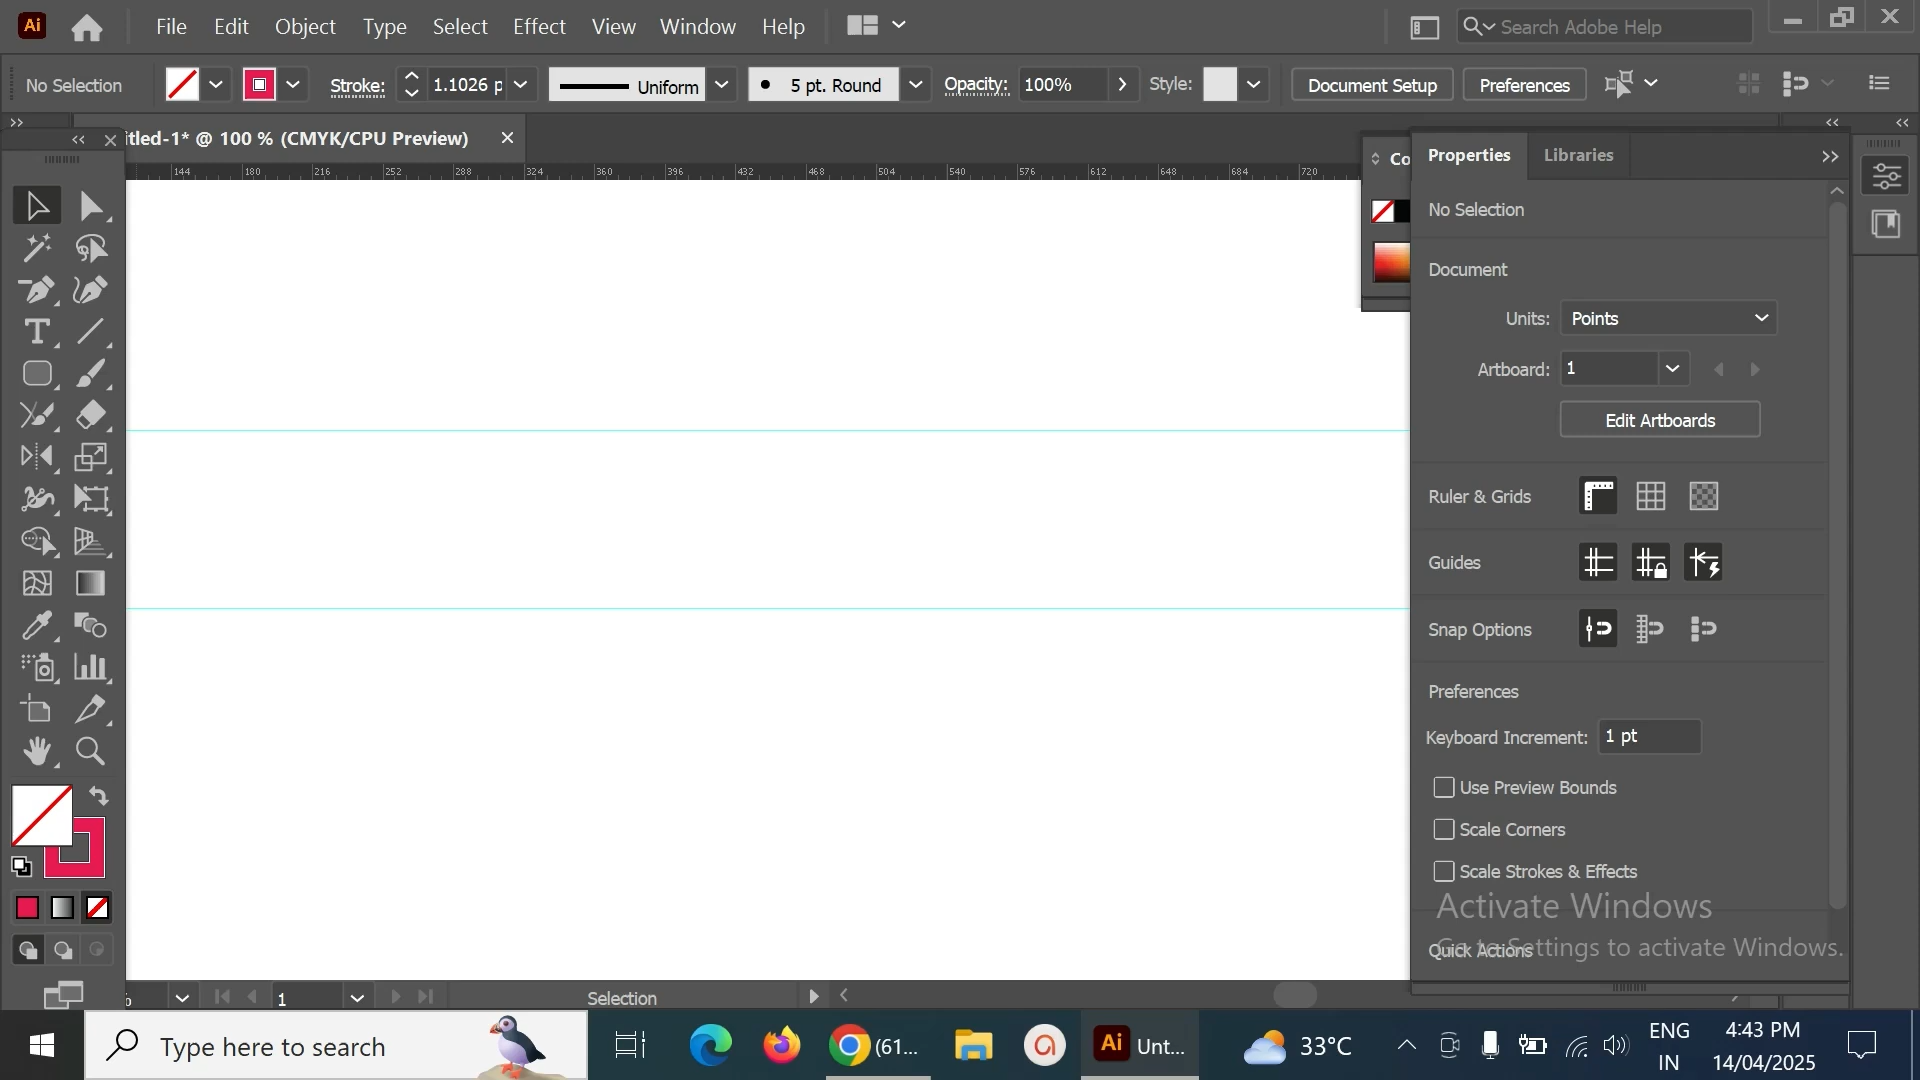 Ai
File Edit Object Type Select Effect View Window Help
Search Adobe Help
No Selection
Stroke: 1.1026 p
Uniform
5 pt. Round
Opacity: 100%
Style:
Document Setup
Preferences
itled-1* @ 100 % (CMYK/CPU Preview)
144 180 216 252 288 324 360 396 432 468 504 540 576 612 648 684 720
Co
Properties Libraries
No Selection
Document
Units: Points
Artboard: 1
Edit Artboards
Ruler & Grids
Guides
Snap Options
Preferences
Keyboard Increment: 1 pt
Use Preview Bounds
Scale Corners
Scale Strokes & Effects
Activate Windows
Go to Settings to activate Windows.
Quick Actions
1
Selection
Type here to search
(61...
Ai Unt...
33°C
ENG
IN
4:43 PM
14/04/2025